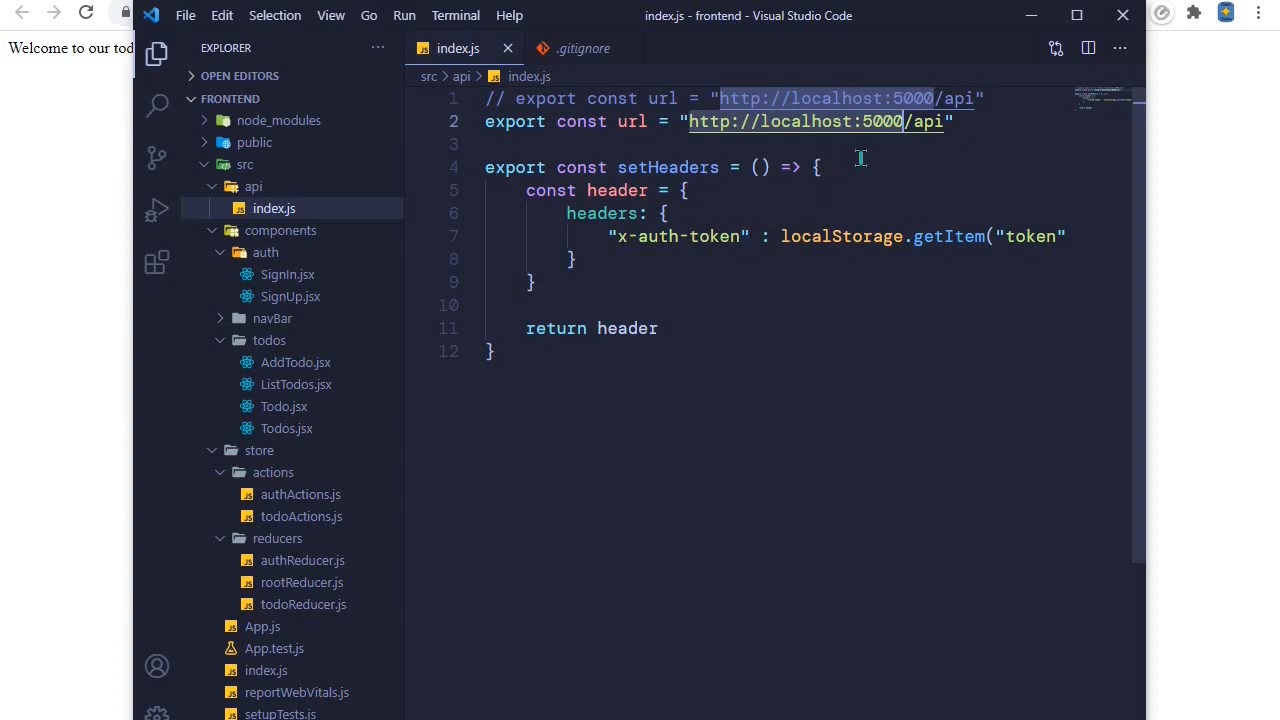 File Edit Selection View Go Run Terminal Help
index.js - frontend - Visual Studio Code
Welcome to our tod
EXPLORER
OPEN EDITORS
FRONTEND
node_modules
public
src
api
index.js
components
auth
SignIn.jsx
SignUp.jsx
navBar
todos
AddTodo.jsx
ListTodos.jsx
Todo.jsx
Todos.jsx
store
actions
authActions.js
todoActions.js
reducers
authReducer.js
rootReducer.js
todoReducer.js
App.js
App.test.js
index.js
reportWebVitals.js
setupTests.js
index.js
.gitignore
src > api > index.js
1 // export const url = "http://localhost:5000/api"
2 export const url = "http://localhost:5000/api"
3
4 export const setHeaders = () => {
5 const header = {
6 headers: {
7 "x-auth-token" : localStorage.getItem("token"
8 }
9 }
10
11 return header
12 }